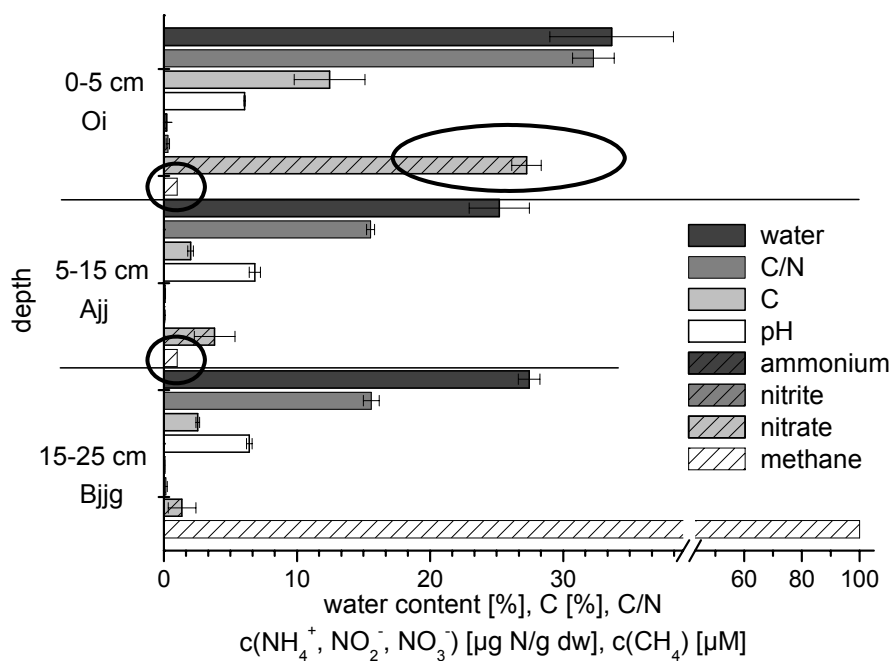 0-5 cm
Oi
5-15 cm
Ajj
15-25 cm
Bjjg
depth
water
C/N
C
pH
ammonium
nitrite
nitrate
methane
0 10 20 30 60 80 100
water content [%], C [%], C/N
c(NH₄⁺, NO₂⁻, NO₃⁻) [µg N/g dw], c(CH₄) [µM]